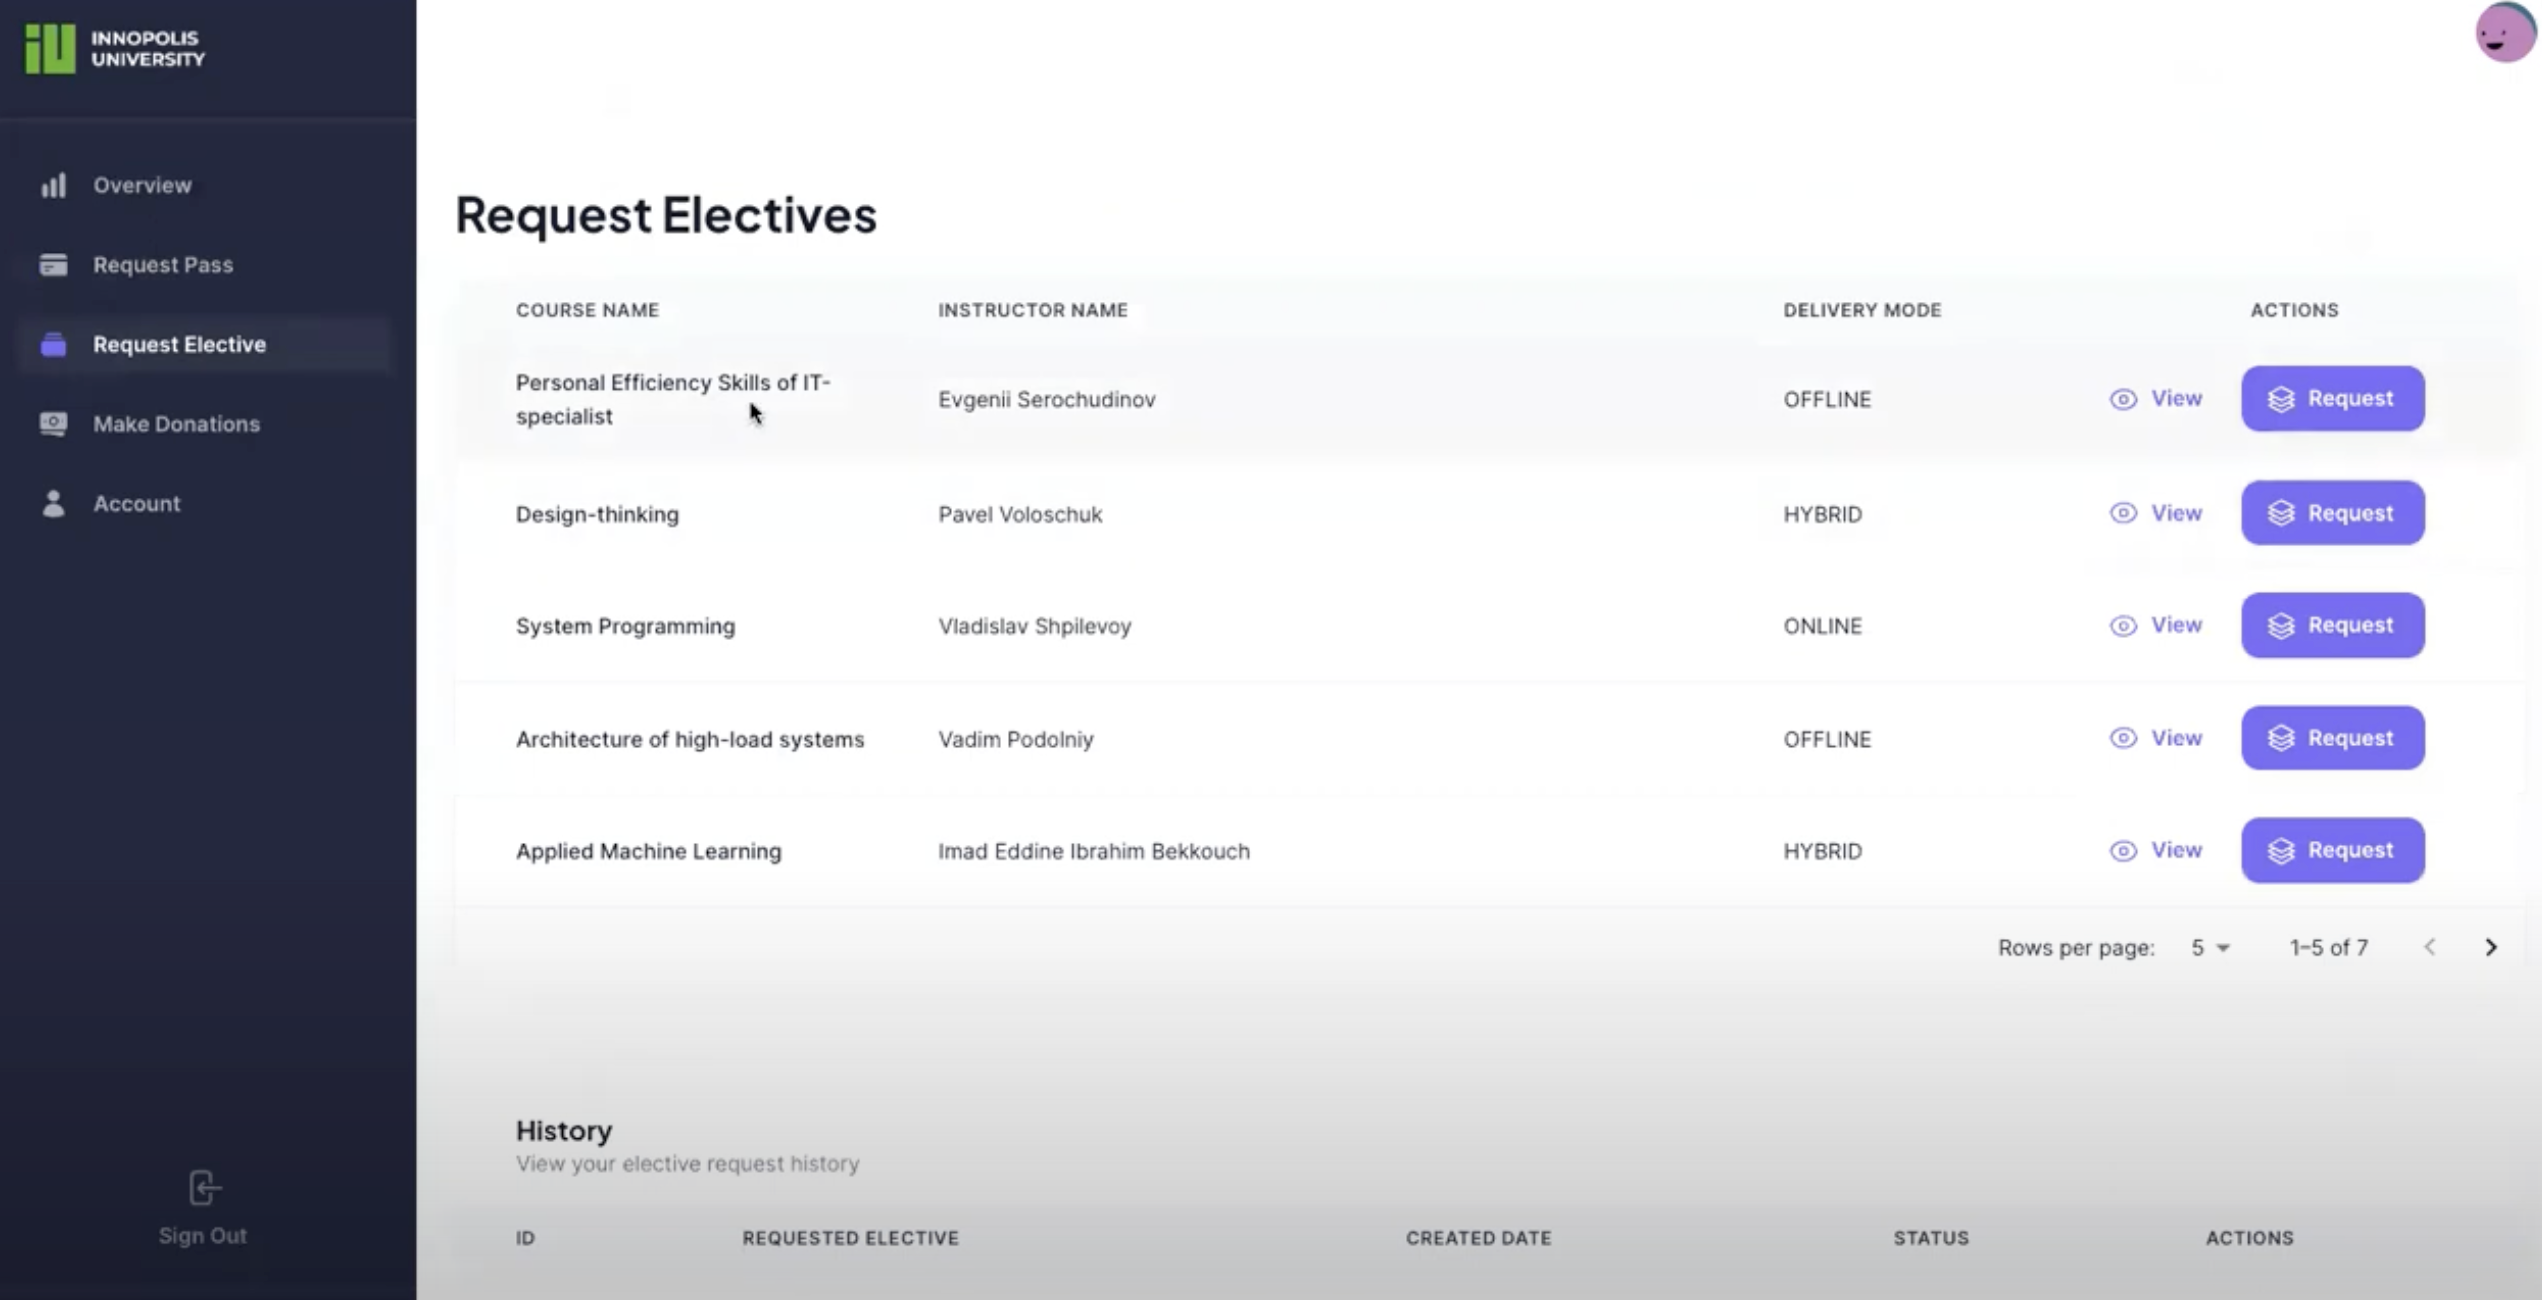 INNOPOLIS
UNIVERSITY
Overview
Request Pass
Request Elective
Make Donations
Account
Sign Out
Request Electives
COURSE NAME INSTRUCTOR NAME DELIVERY MODE ACTIONS
Personal Efficiency Skills of IT-
specialist
Evgenii Serochudinov OFFLINE View Request
Design-thinking Pavel Voloschuk HYBRID View Request
System Programming Vladislav Shpilevoy ONLINE View Request
Architecture of high-load systems Vadim Podolniy OFFLINE View Request
Applied Machine Learning Imad Eddine Ibrahim Bekkouch HYBRID View Request
Rows per page: 5 1–5 of 7
History
View your elective request history
ID REQUESTED ELECTIVE CREATED DATE STATUS ACTIONS